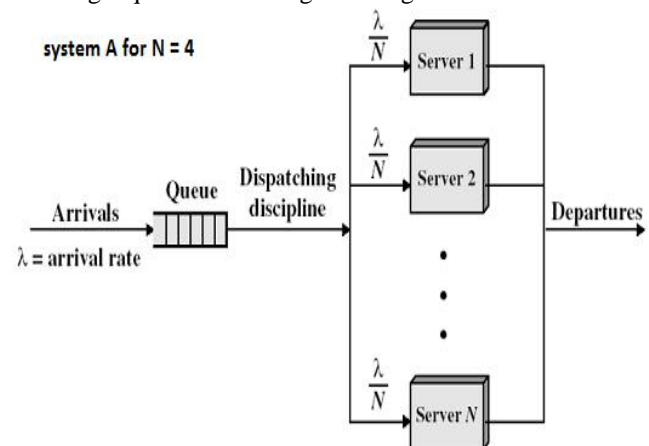 system A for N = 4
λ
N
Server 1
λ
N
Server 2
Dispatching
discipline
Queue
Arrivals
λ = arrival rate
Departures
λ
N
Server N